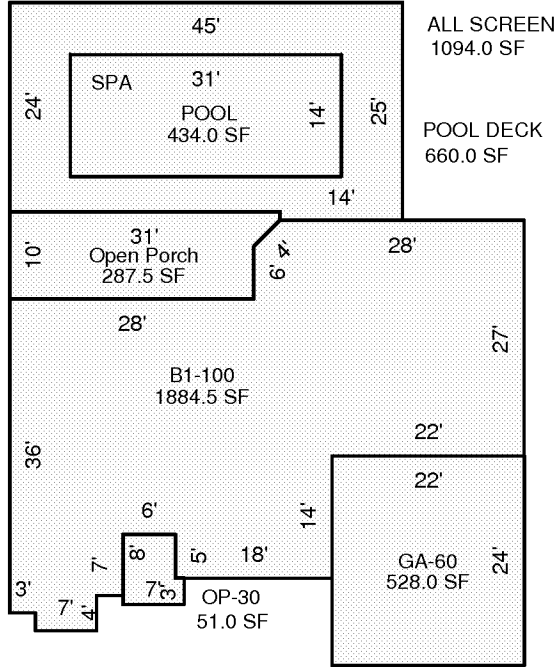 45'
ALL SCREEN
1094.0 SF
SPA
31'
24'
POOL
14'
25'
434.0 SF
POOL DECK
660.0 SF
14'
31'
10'
Open Porch
287.5 SF
4'
6'
28'
28'
27'
B1-100
1884.5 SF
22'
36'
22'
6'
14'
7'
8'
5'
18'
24'
GA-60
528.0 SF
3'
7'
3'
OP-30
51.0 SF
7'
4'